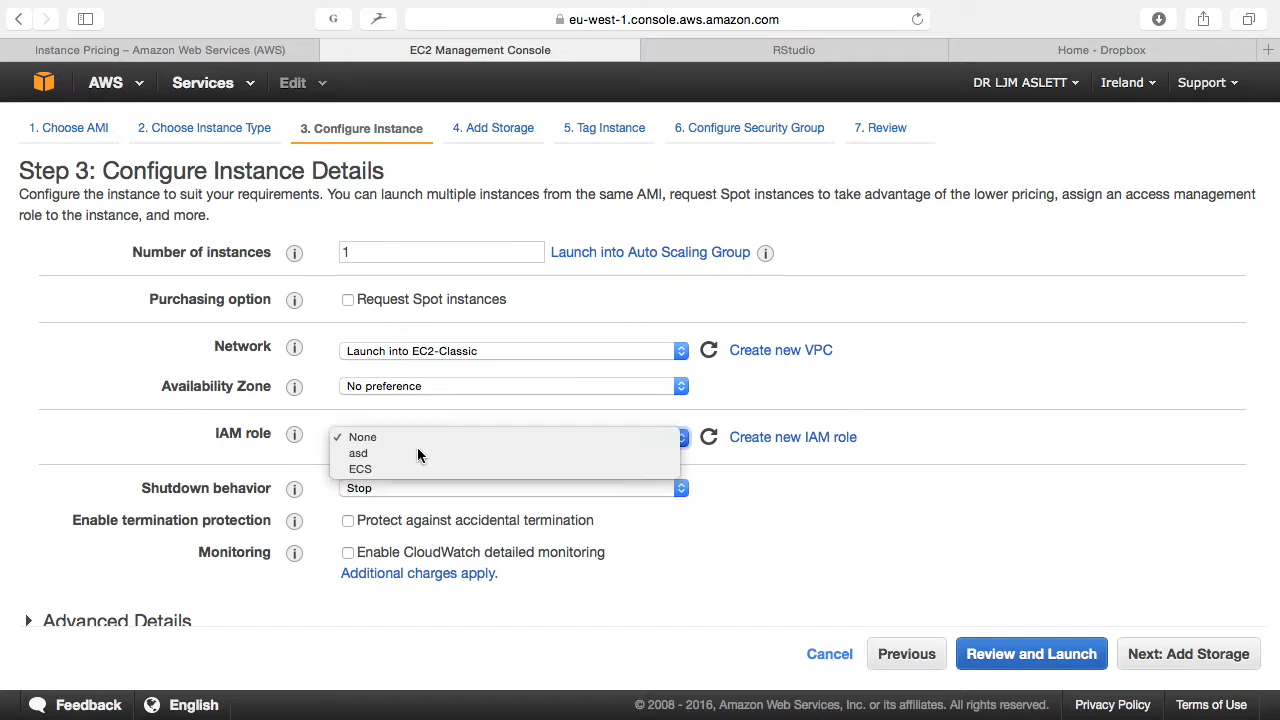 G
eu-west-1.console.aws.amazon.com
Instance Pricing – Amazon Web Services (AWS)
EC2 Management Console
RStudio
Home - Dropbox
AWS
Services
Edit
DR LJM ASLETT
Ireland
Support
1. Choose AMI
2. Choose Instance Type
3. Configure Instance
4. Add Storage
5. Tag Instance
6. Configure Security Group
7. Review
Step 3: Configure Instance Details
Configure the instance to suit your requirements. You can launch multiple instances from the same AMI, request Spot instances to take advantage of the lower pricing, assign an access management
role to the instance, and more.
Number of instances
1
Launch into Auto Scaling Group
Purchasing option
Request Spot instances
Network
Launch into EC2-Classic
Create new VPC
Availability Zone
No preference
IAM role
None
asd
ECS
Create new IAM role
Shutdown behavior
Stop
Enable termination protection
Protect against accidental termination
Monitoring
Enable CloudWatch detailed monitoring
Additional charges apply.
Advanced Details
Cancel
Previous
Review and Launch
Next: Add Storage
Feedback
English
© 2008 - 2016, Amazon Web Services, Inc. or its affiliates. All rights reserved.
Privacy Policy
Terms of Use